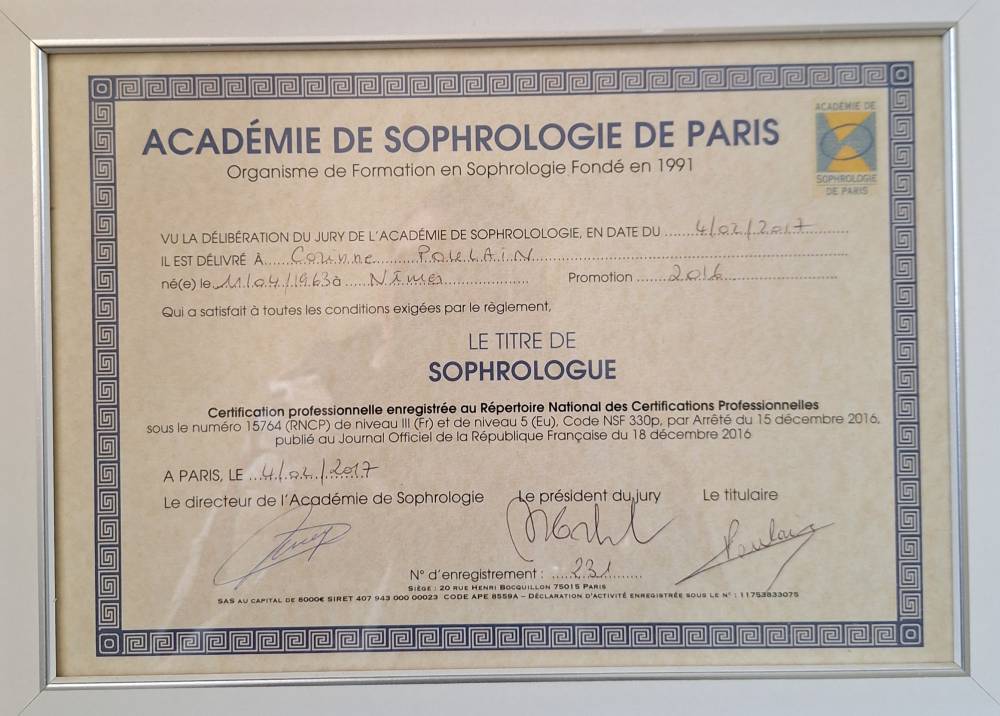 ACADÉMIE DE SOPHROLOGIE DE PARIS
Organisme de Formation en Sophrologie Fondé en 1991
ACADÉMIE DE
SOPHROLOGIE
DE PARIS
VU LA DÉLIBÉRATION DU JURY DE L'ACADÉMIE DE SOPHROLOLOGIE, EN DATE DU 4/02/2017
IL EST DÉLIVRÉ À Corinne POULLAIN
né(e) le 11/04/1963 à Nîmes Promotion 2016
Qui a satisfait à toutes les conditions exigées par le règlement,
LE TITRE DE
SOPHROLOGUE
Certification professionnelle enregistrée au Répertoire National des Certifications Professionnelles
sous le numéro 15764 (RNCP) de niveau III (Fr) et de niveau 5 (Eu), Code NSF 330p, par Arrêté du 15 décembre 2016,
publié au Journal Officiel de la République Française du 18 décembre 2016
A PARIS, LE 4/02/2017
Le directeur de l'Académie de Sophrologie Le président du jury Le titulaire
N° d'enregistrement : 231
SIÈGE : 20 RUE HENRI BOCQUILLON 75015 PARIS
SAS AU CAPITAL DE 8000€ SIRET 407 943 000 00023 CODE APE 8559A – DÉCLARATION D'ACTIVITÉ ENREGISTRÉE SOUS LE N° : 11753833075